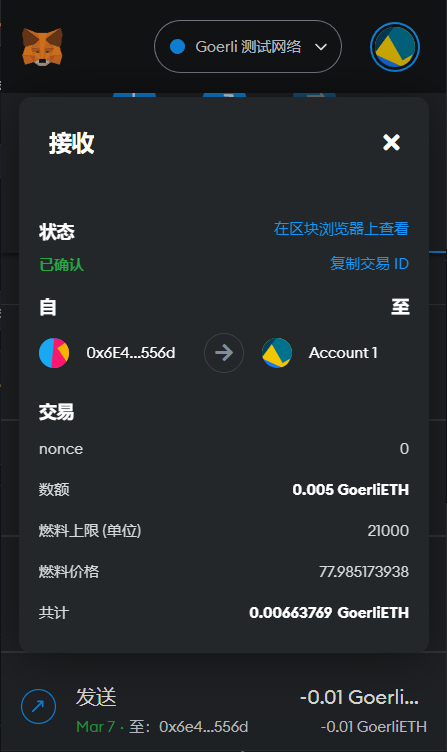 Goerli 测试网络
接收
状态 在区块浏览器上查看
已确认 复制交易 ID
自 至
0x6E4...556d Account 1
交易
nonce 0
数额 0.005 GoerliETH
燃料上限 (单位) 21000
燃料价格 77.985173938
共计 0.00663769 GoerliETH
发送 -0.01 Goerli...
Mar 7 · 至：0x6e4...556d -0.01 GoerliETH